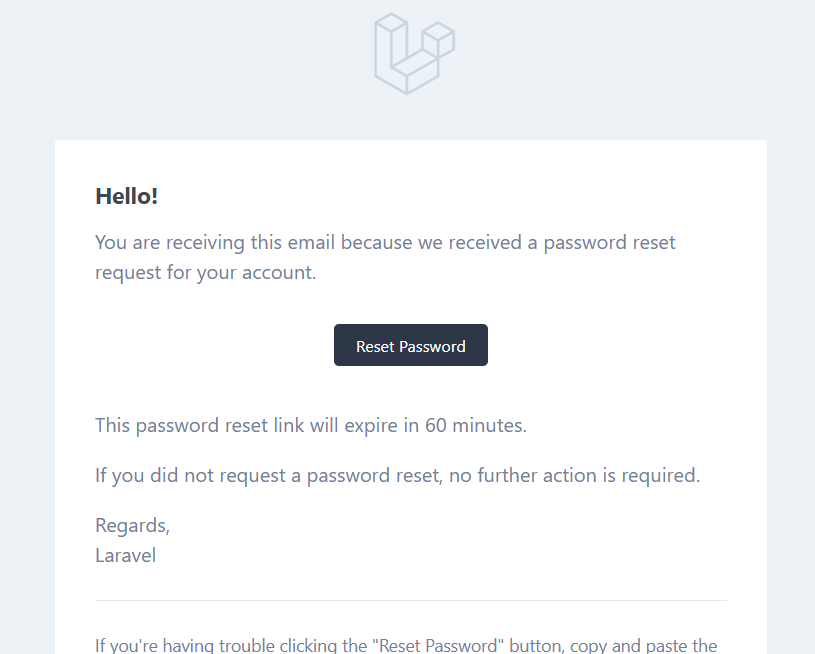 Hello!
You are receiving this email because we received a password reset
request for your account.
Reset Password
This password reset link will expire in 60 minutes.
If you did not request a password reset, no further action is required.
Regards,
Laravel
If you're having trouble clicking the "Reset Password" button, copy and paste the